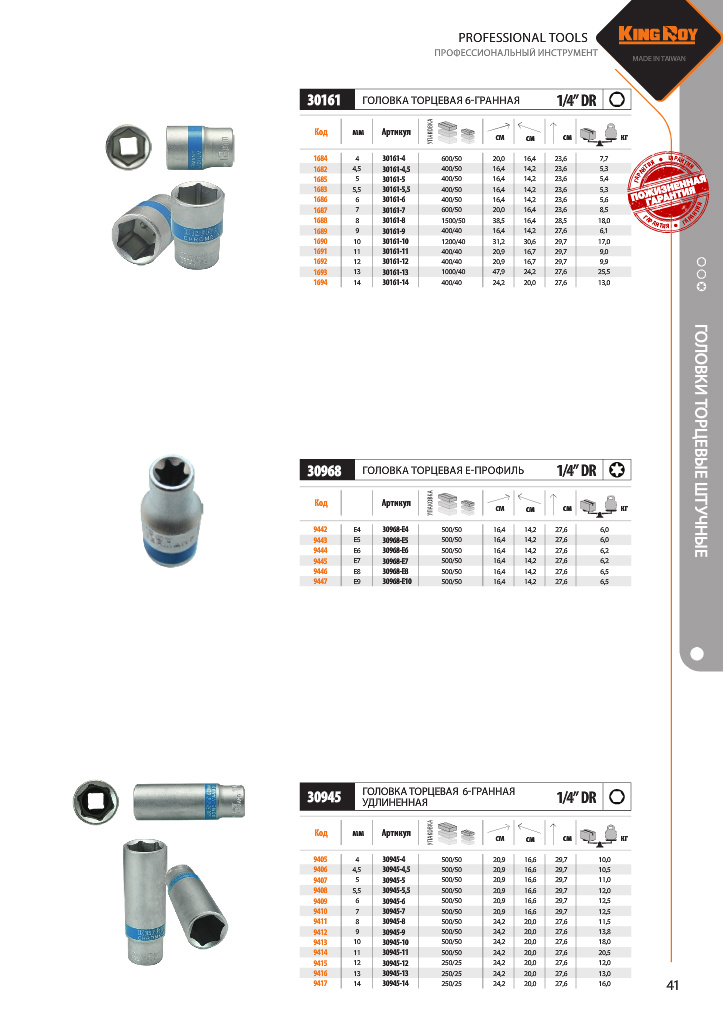 PROFESSIONAL TOOLS
ПРОФЕССИОНАЛЬНЫЙ ИНСТРУМЕНТ
KING ROY
MADE IN TAIWAN
30161 ГОЛОВКА ТОРЦЕВАЯ 6-ГРАННАЯ 1/4” DR
Код мм Артикул УПАКОВКА см см см кг
1684 4 30161-4 600/50 20,0 16,4 23,6 7,7
1682 4,5 30161-4,5 400/50 16,4 14,2 23,6 5,3
1685 5 30161-5 400/50 16,4 14,2 23,6 5,4
1683 5,5 30161-5,5 400/50 16,4 14,2 23,6 5,3
1686 6 30161-6 400/50 16,4 14,2 23,6 5,6
1687 7 30161-7 600/50 20,0 16,4 23,6 8,5
1688 8 30161-8 1500/50 38,5 16,4 28,5 18,0
1689 9 30161-9 400/40 16,4 14,2 27,6 6,1
1690 10 30161-10 1200/40 31,2 30,6 29,7 17,0
1691 11 30161-11 400/40 20,9 16,7 29,7 9,0
1692 12 30161-12 400/40 20,9 16,7 29,7 9,9
1693 13 30161-13 1000/40 47,9 24,2 27,6 25,5
1694 14 30161-14 400/40 24,2 20,0 27,6 13,0
ГАРАНТИЯ ГАРАНТИЯ
ПОЖИЗНЕННАЯ
ГАРАНТИЯ
ГАРАНТИЯ ГАРАНТИЯ
ГОЛОВКИ ТОРЦЕВЫЕ ШТУЧНЫЕ
30968 ГОЛОВКА ТОРЦЕВАЯ Е-ПРОФИЛЬ 1/4” DR
Код Артикул УПАКОВКА см см см кг
9442 E4 30968-E4 500/50 16,4 14,2 27,6 6,0
9443 E5 30968-E5 500/50 16,4 14,2 27,6 6,0
9444 E6 30968-E6 500/50 16,4 14,2 27,6 6,2
9445 E7 30968-E7 500/50 16,4 14,2 27,6 6,2
9446 E8 30968-E8 500/50 16,4 14,2 27,6 6,5
9447 E9 30968-E10 500/50 16,4 14,2 27,6 6,5
30945 ГОЛОВКА ТОРЦЕВАЯ 6-ГРАННАЯ
УДЛИНЕННАЯ 1/4” DR
Код мм Артикул УПАКОВКА см см см кг
9405 4 30945-4 500/50 20,9 16,6 29,7 10,0
9406 4,5 30945-4,5 500/50 20,9 16,6 29,7 10,5
9407 5 30945-5 500/50 20,9 16,6 29,7 11,0
9408 5,5 30945-5,5 500/50 20,9 16,6 29,7 12,0
9409 6 30945-6 500/50 20,9 16,6 29,7 12,5
9410 7 30945-7 500/50 20,9 16,6 29,7 12,5
9411 8 30945-8 500/50 24,2 20,0 27,6 11,5
9412 9 30945-9 500/50 24,2 20,0 27,6 13,8
9413 10 30945-10 500/50 24,2 20,0 27,6 18,0
9414 11 30945-11 500/50 24,2 20,0 27,6 20,5
9415 12 30945-12 250/25 24,2 20,0 27,6 12,0
9416 13 30945-13 250/25 24,2 20,0 27,6 13,0
9417 14 30945-14 250/25 24,2 20,0 27,6 16,0
41